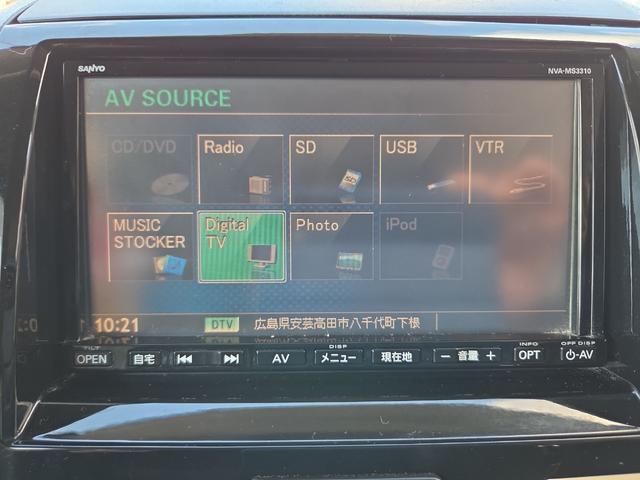 SANYO NVA-MS3310
AV SOURCE
CD/DVD Radio SD USB VTR
MUSIC STOCKER Digital TV Photo iPod
10:21 DTV 広島県安芸高田市八千代町下根
DISP INFO OFF DISP
OPEN 自宅 AV メニュー 現在地 − 音量 + OPT ⏻-AV